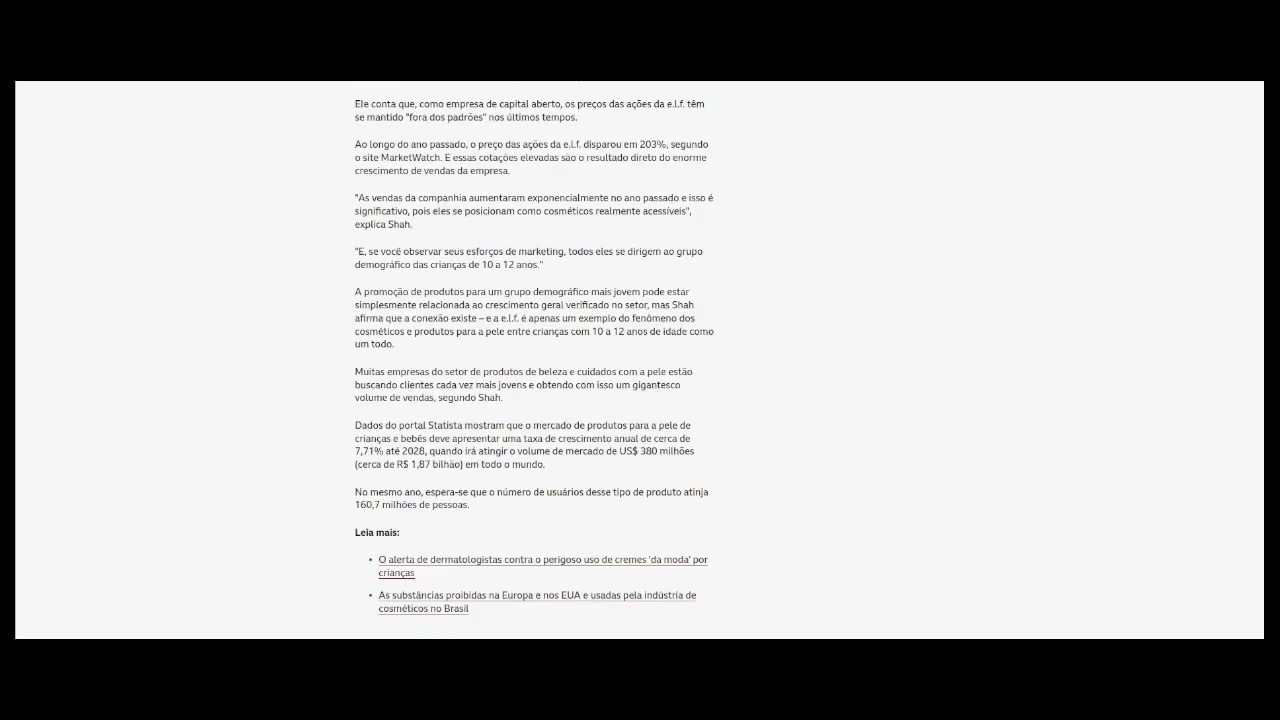 Ele conta que, como empresa de capital aberto, os preços das ações da e.l.f. têm
se mantido "fora dos padrões" nos últimos tempos.
Ao longo do ano passado, o preço das ações da e.l.f. disparou em 203%, segundo
o site MarketWatch. E essas cotações elevadas são o resultado direto do enorme
crescimento de vendas da empresa.
"As vendas da companhia aumentaram exponencialmente no ano passado e isso é
significativo, pois eles se posicionam como cosméticos realmente acessíveis",
explica Shah.
"E, se você observar seus esforços de marketing, todos eles se dirigem ao grupo
demográfico das crianças de 10 a 12 anos."
A promoção de produtos para um grupo demográfico mais jovem pode estar
simplesmente relacionada ao crescimento geral verificado no setor, mas Shah
afirma que a conexão existe – e a e.l.f. é apenas um exemplo do fenômeno dos
cosméticos e produtos para a pele entre crianças com 10 a 12 anos de idade como
um todo.
Muitas empresas do setor de produtos de beleza e cuidados com a pele estão
buscando clientes cada vez mais jovens e obtendo com isso um gigantesco
volume de vendas, segundo Shah.
Dados do portal Statista mostram que o mercado de produtos para a pele de
crianças e bebês deve apresentar uma taxa de crescimento anual de cerca de
7,71% até 2028, quando irá atingir o volume de mercado de US$ 380 milhões
(cerca de R$ 1,87 bilhão) em todo o mundo.
No mesmo ano, espera-se que o número de usuários desse tipo de produto atinja
160,7 milhões de pessoas.
Leia mais:
• O alerta de dermatologistas contra o perigoso uso de cremes 'da moda' por
crianças
• As substâncias proibidas na Europa e nos EUA e usadas pela indústria de
cosméticos no Brasil